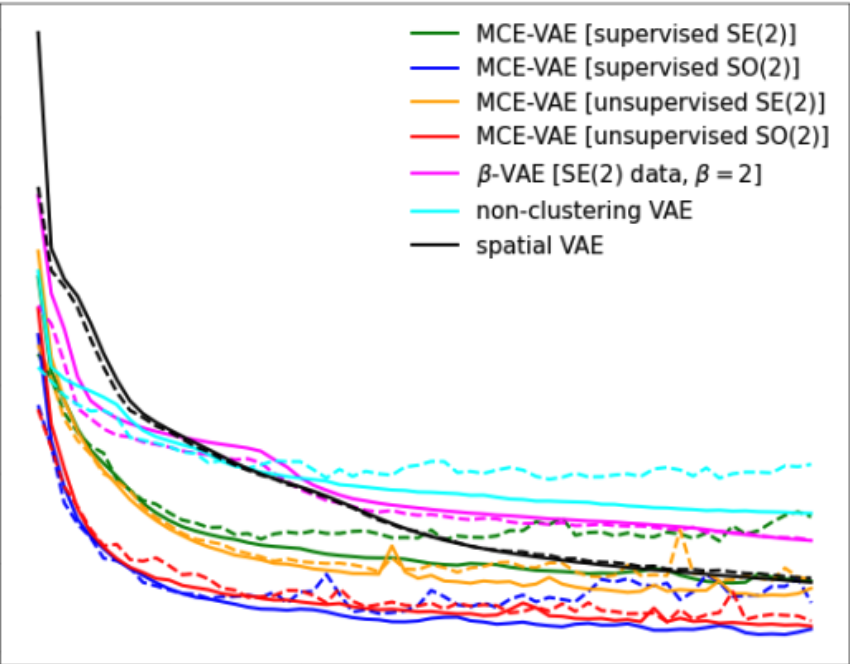 MCE-VAE [supervised SE(2)]
MCE-VAE [supervised SO(2)]
MCE-VAE [unsupervised SE(2)]
MCE-VAE [unsupervised SO(2)]
β-VAE [SE(2) data, β = 2]
non-clustering VAE
spatial VAE